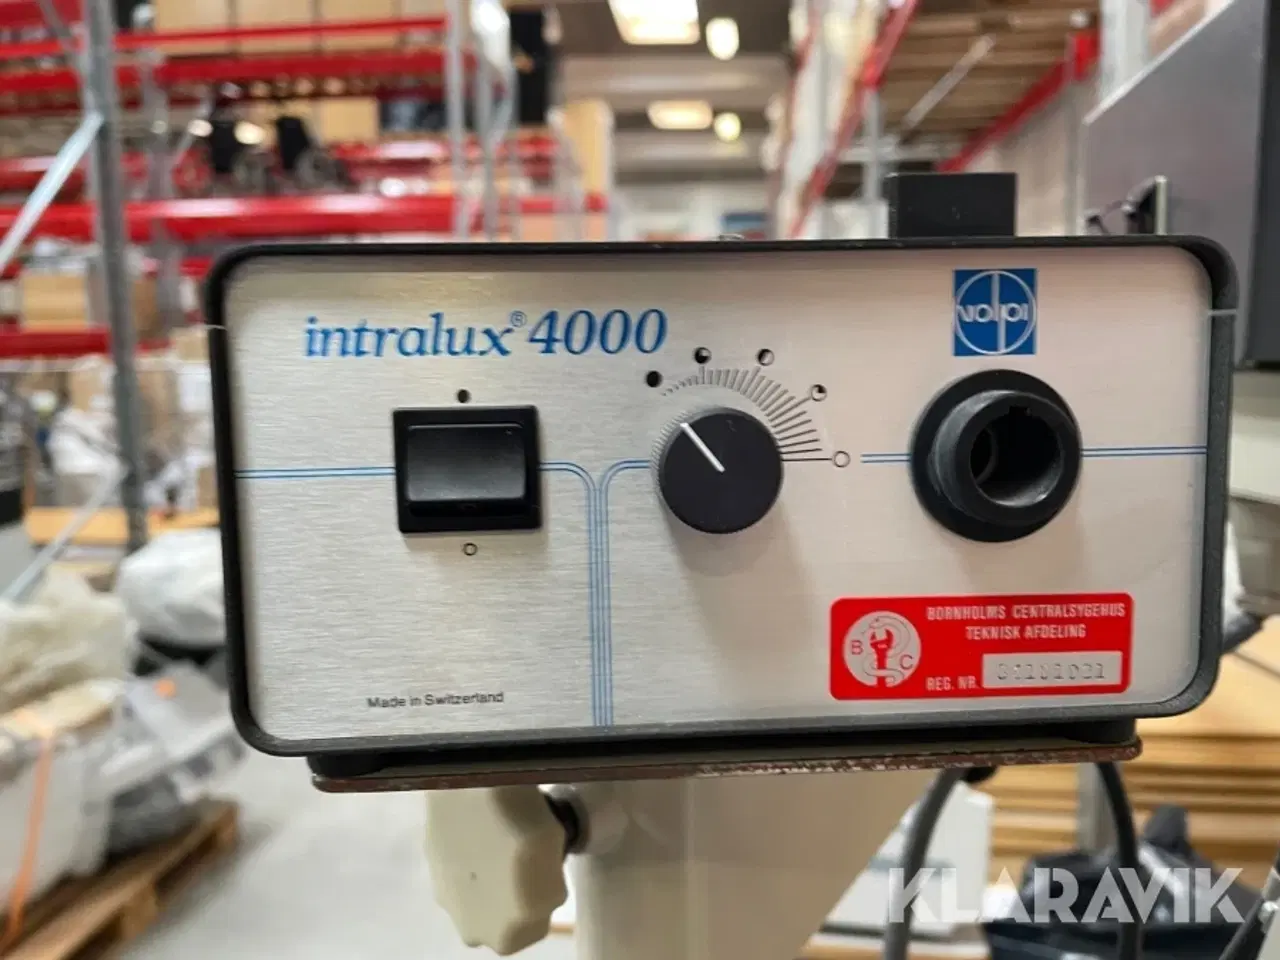 intralux® 4000
VOLPI
Made in Switzerland
BORNHOLMS CENTRALSYGEHUS
TEKNISK AFDELING
B C
REG. NR.
KLARAVIK